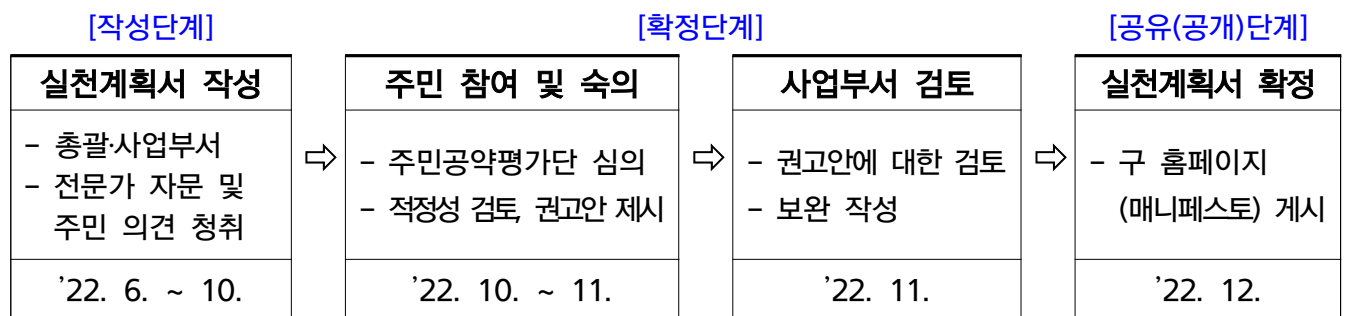 [작성단계]
[확정단계]
[공유(공개)단계]
실천계획서 작성
- 총괄·사업부서
- 전문가 자문 및
주민 의견 청취
'22. 6. ~ 10.
⇨
주민 참여 및 숙의
- 주민공약평가단 심의
- 적정성 검토, 권고안 제시
'22. 10. ~ 11.
⇨
사업부서 검토
- 권고안에 대한 검토
- 보완 작성
'22. 11.
⇨
실천계획서 확정
- 구 홈페이지
(매니페스토) 게시
'22. 12.